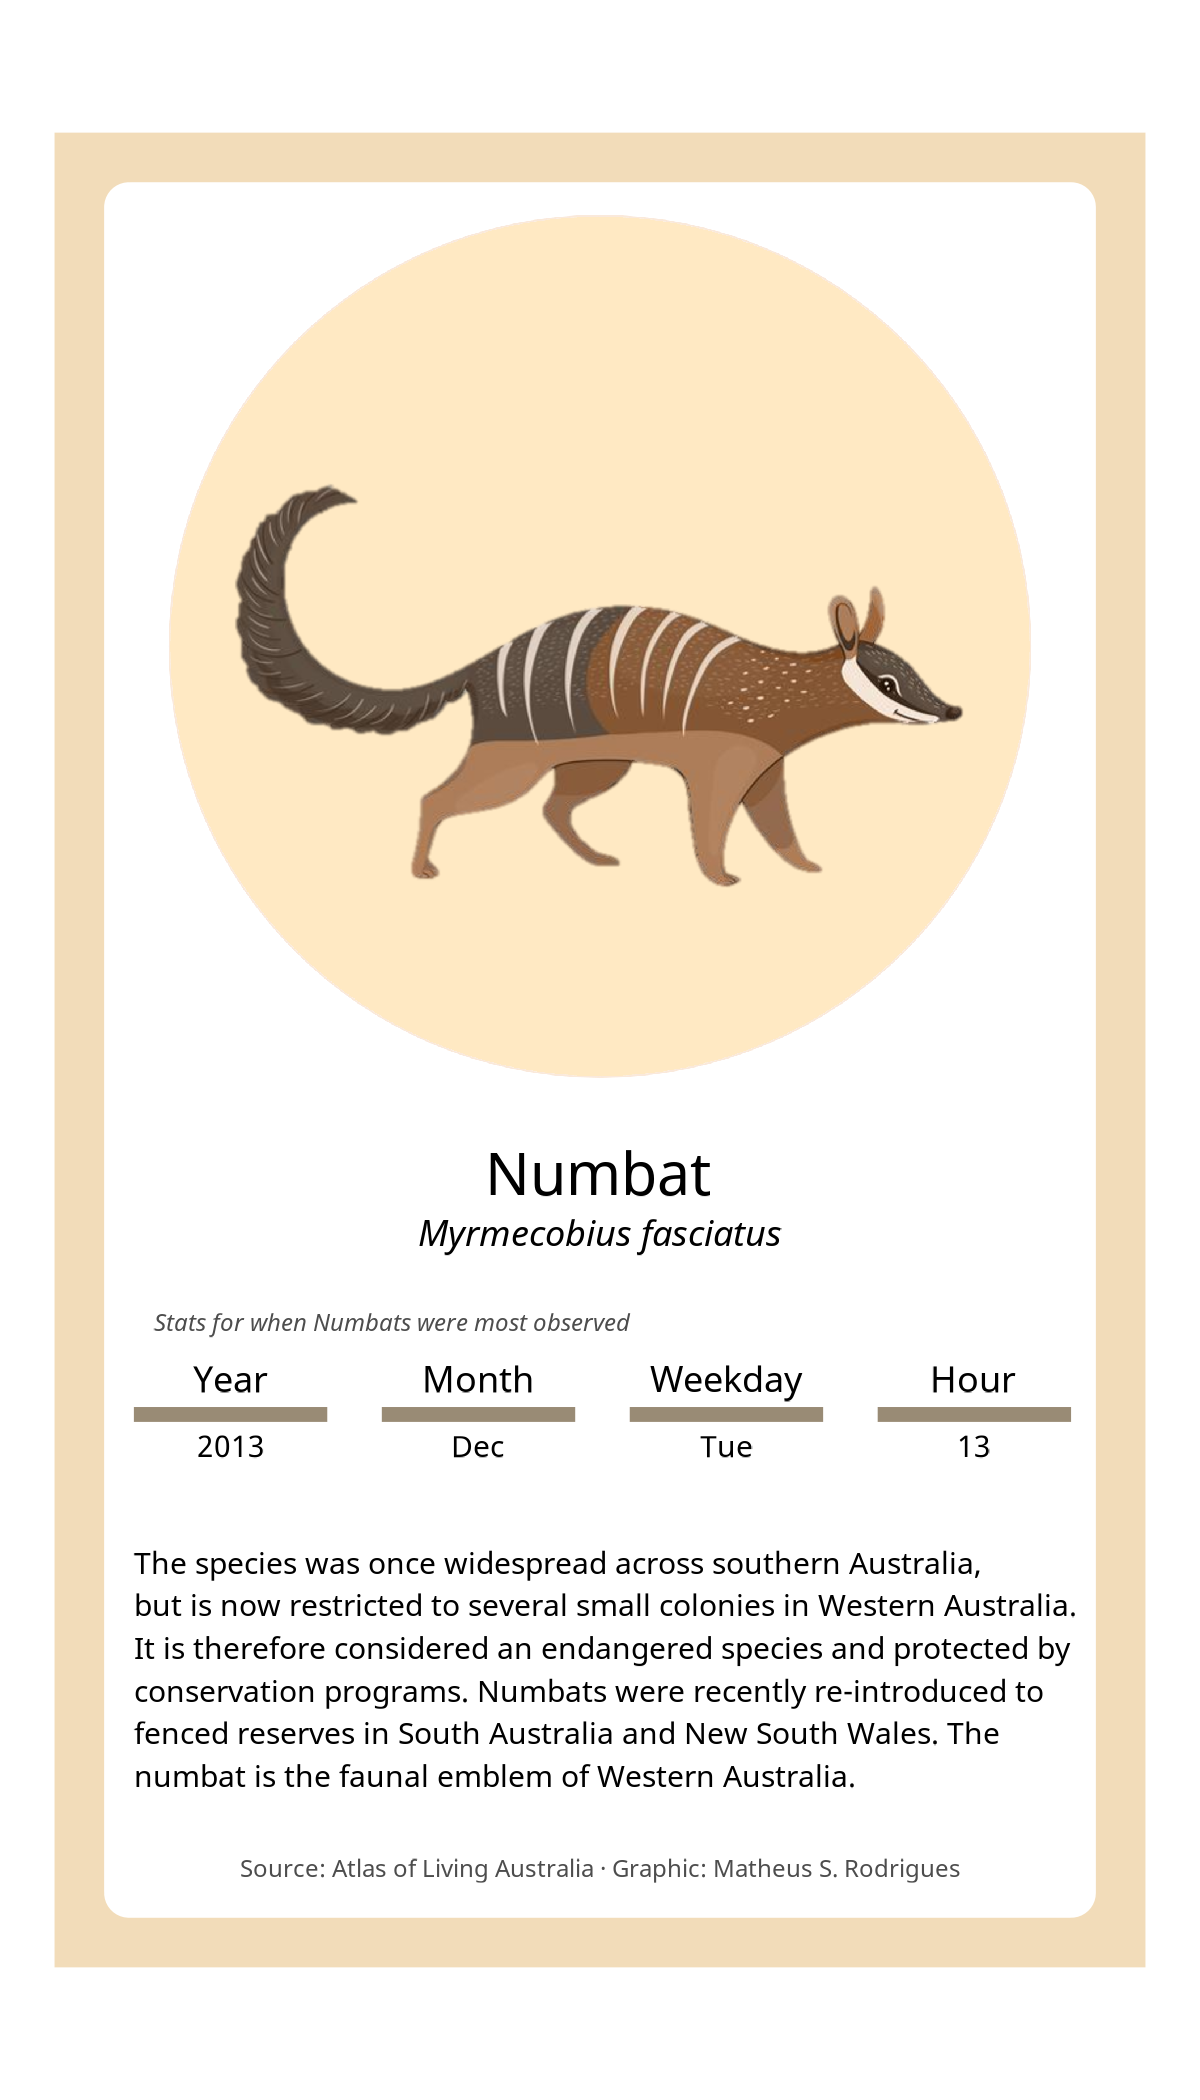 Numbat
Myrmecobius fasciatus
Stats for when Numbats were most observed
Year Month Weekday Hour
2013 Dec Tue 13
The species was once widespread across southern Australia,
but is now restricted to several small colonies in Western Australia.
It is therefore considered an endangered species and protected by
conservation programs. Numbats were recently re-introduced to
fenced reserves in South Australia and New South Wales. The
numbat is the faunal emblem of Western Australia.
Source: Atlas of Living Australia · Graphic: Matheus S. Rodrigues